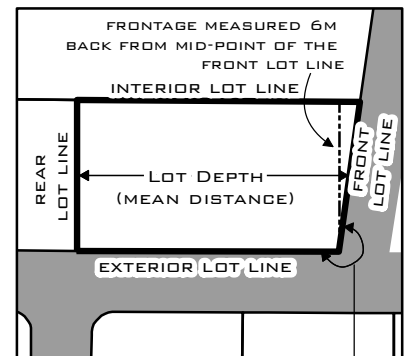 FRONTAGE MEASURED 6M
BACK FROM MID-POINT OF THE
FRONT LOT LINE
INTERIOR LOT LINE
REAR
LOT LINE
LOT DEPTH
(MEAN DISTANCE)
FRONT
LOT LINE
EXTERIOR LOT LINE